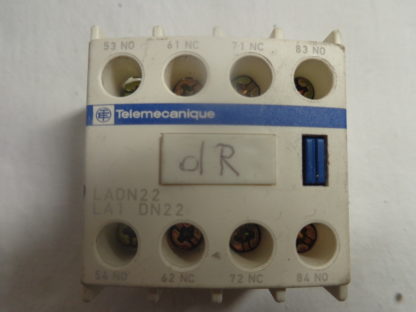 53 NO 61 NC 71 NC 83 NO
Telemecanique
dR
LADN22
LA1 DN22
54 NO 62 NC 72 NC 84 NO